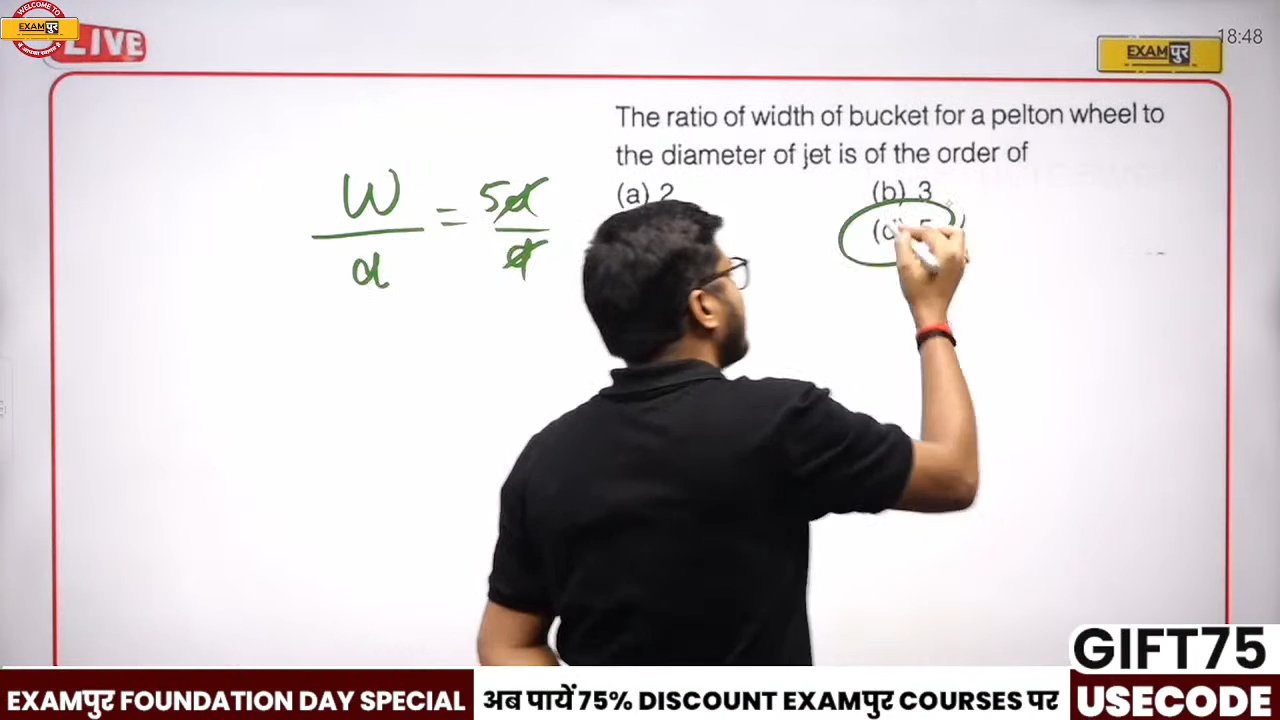 WELCOME TO
EXAMपुर
LIVE
18:48
EXAMपुर
The ratio of width of bucket for a pelton wheel to
the diameter of jet is of the order of
(a) 2
(b) 3
5
W
d
=
5d
d
GIFT75
USECODE
EXAMपुर FOUNDATION DAY SPECIAL
अब पायें 75% DISCOUNT EXAMपुर COURSES पर